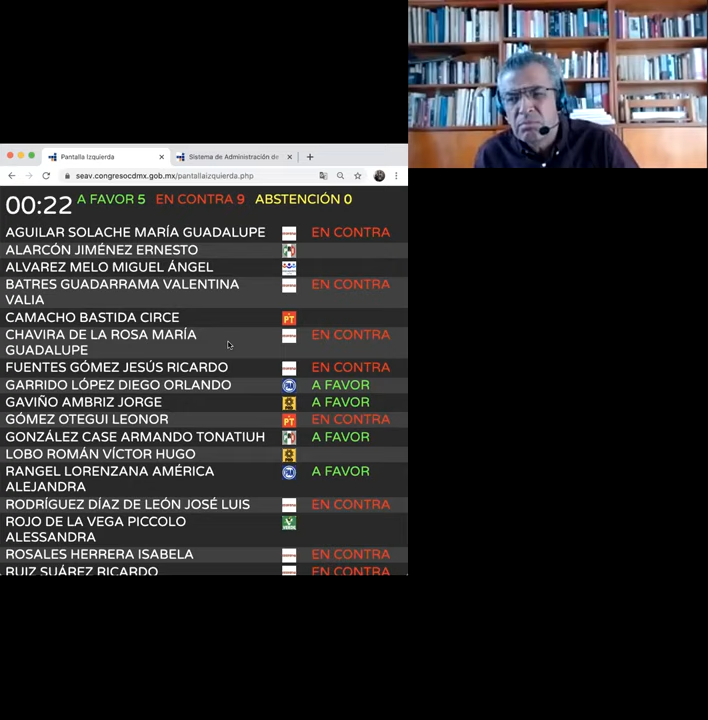 Pantalla Izquierda
Sistema de Administración de
seav.congresocdmx.gob.mx/pantallaizquierda.php
00:22 A FAVOR 5 EN CONTRA 9 ABSTENCIÓN 0
AGUILAR SOLACHE MARÍA GUADALUPE EN CONTRA
ALARCÓN JIMÉNEZ ERNESTO
ALVAREZ MELO MIGUEL ÁNGEL
BATRES GUADARRAMA VALENTINA EN CONTRA
VALIA
CAMACHO BASTIDA CIRCE PT
CHAVIRA DE LA ROSA MARÍA EN CONTRA
GUADALUPE
FUENTES GÓMEZ JESÚS RICARDO EN CONTRA
GARRIDO LÓPEZ DIEGO ORLANDO PAN A FAVOR
GAVIÑO AMBRIZ JORGE A FAVOR
GÓMEZ OTEGUI LEONOR PT EN CONTRA
GONZÁLEZ CASE ARMANDO TONATIUH A FAVOR
LOBO ROMÁN VÍCTOR HUGO
RANGEL LORENZANA AMÉRICA PAN A FAVOR
ALEJANDRA
RODRÍGUEZ DÍAZ DE LEÓN JOSÉ LUIS EN CONTRA
ROJO DE LA VEGA PICCOLO VERDE
ALESSANDRA
ROSALES HERRERA ISABELA EN CONTRA
RUIZ SUÁREZ RICARDO EN CONTRA